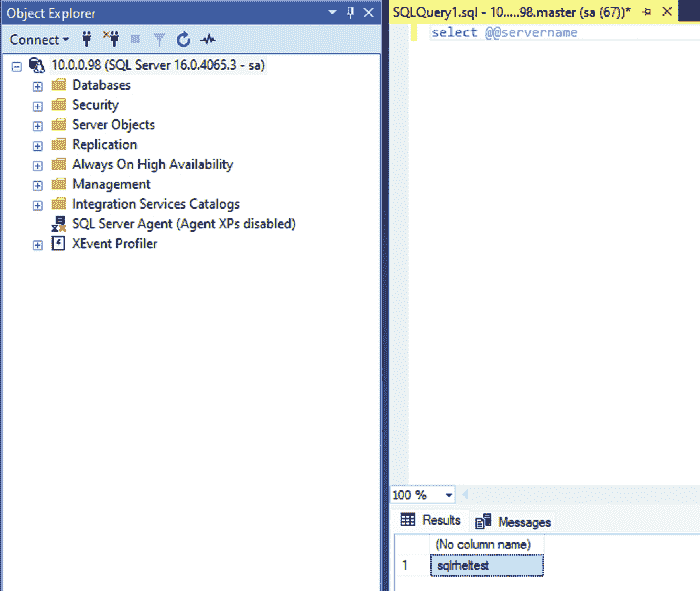 Object Explorer
Connect
10.0.0.98 (SQL Server 16.0.4065.3 - sa)
Databases
Security
Server Objects
Replication
Always On High Availability
Management
Integration Services Catalogs
SQL Server Agent (Agent XPs disabled)
XEvent Profiler
SQLQuery1.sql - 10.....98.master (sa (67))*
select @@servername
100 %
Results Messages
(No column name)
1 sqlrheltest